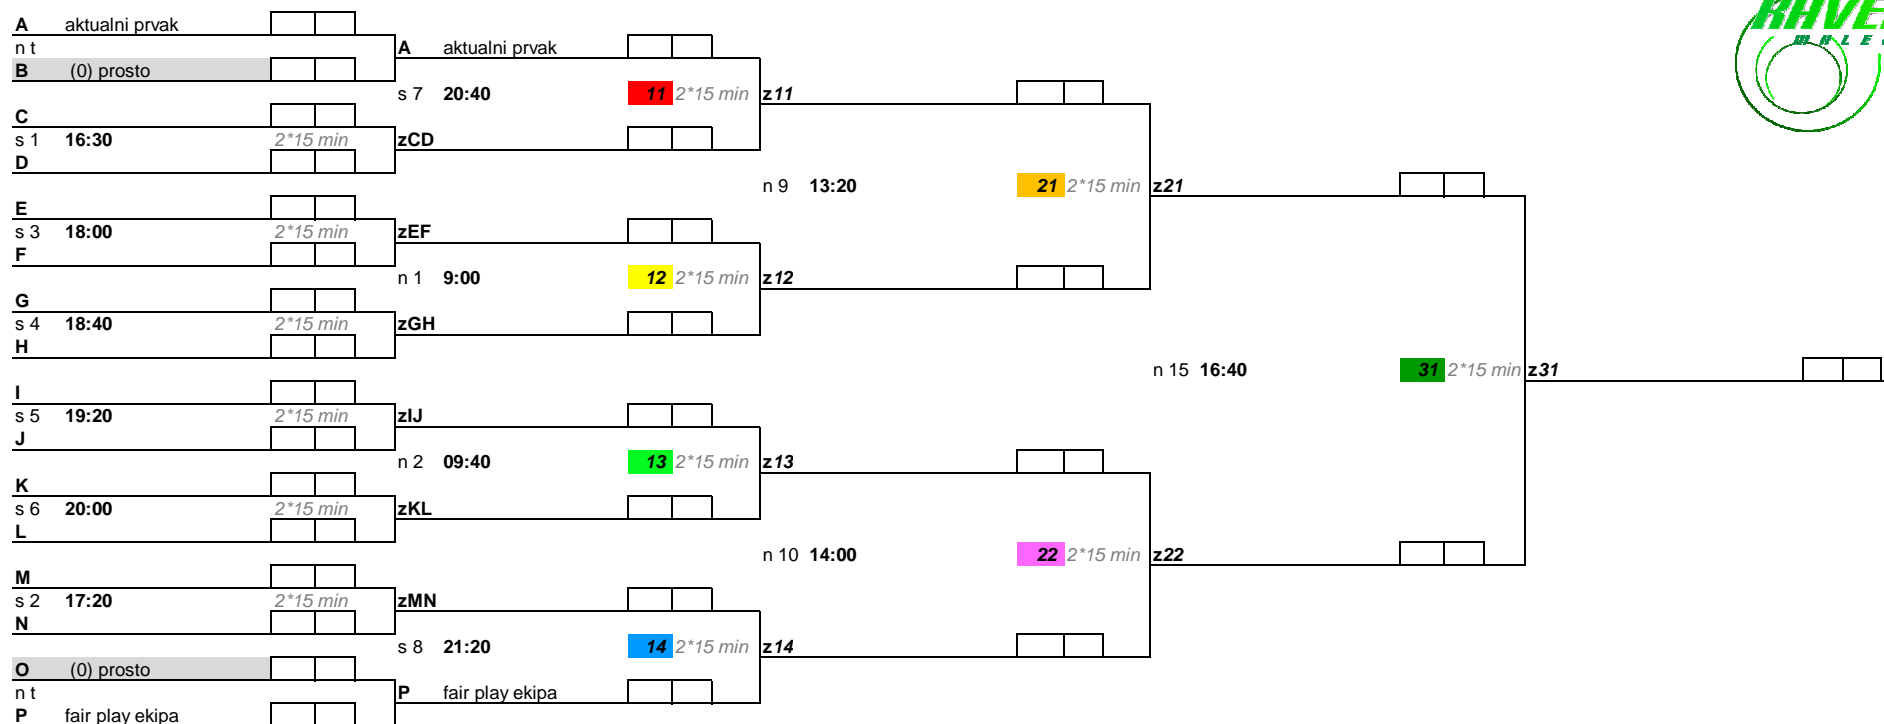 A aktualni prvak
n t
B (0) prosto
A aktualni prvak
s 7 20:40 11 2*15 min z11
C
s 1 16:30 2*15 min zCD
D
n 9 13:20 21 2*15 min z21
E
s 3 18:00 2*15 min zEF
F
n 1 9:00 12 2*15 min z12
G
s 4 18:40 2*15 min zGH
H
n 15 16:40 31 2*15 min z31
I
s 5 19:20 2*15 min zIJ
J
n 2 09:40 13 2*15 min z13
K
s 6 20:00 2*15 min zKL
L
n 10 14:00 22 2*15 min z22
M
s 2 17:20 2*15 min zMN
N
s 8 21:20 14 2*15 min z14
O (0) prosto
n t
P fair play ekipa
P fair play ekipa